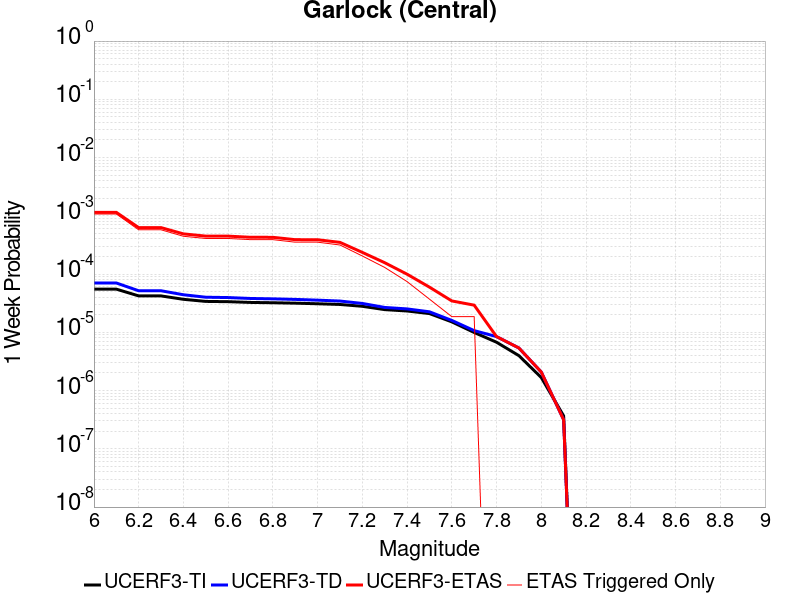 Garlock (Central)
10^0
10^-1
10^-2
10^-3
10^-4
10^-5
10^-6
10^-7
10^-8
1 Week Probability
6 6.2 6.4 6.6 6.8 7 7.2 7.4 7.6 7.8 8 8.2 8.4 8.6 8.8 9
Magnitude
UCERF3-TI UCERF3-TD UCERF3-ETAS ETAS Triggered Only